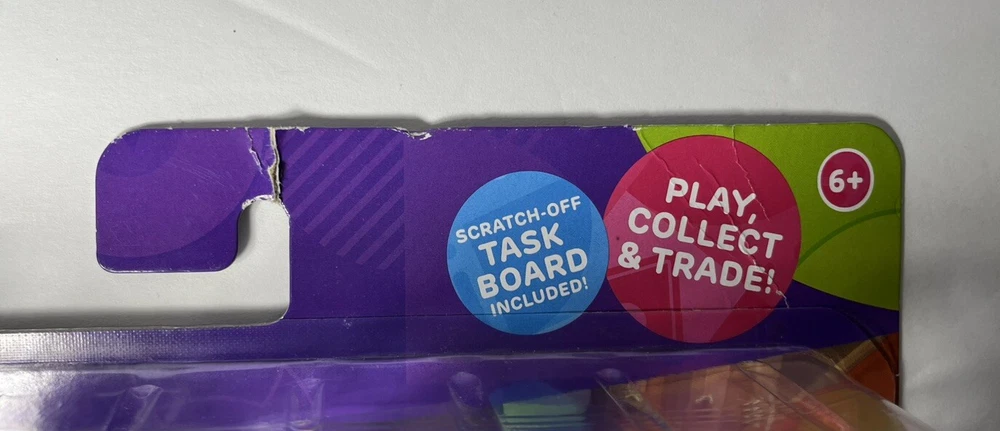 SCRATCH-OFF
TASK
BOARD
INCLUDED!
PLAY,
COLLECT
& TRADE!
6+